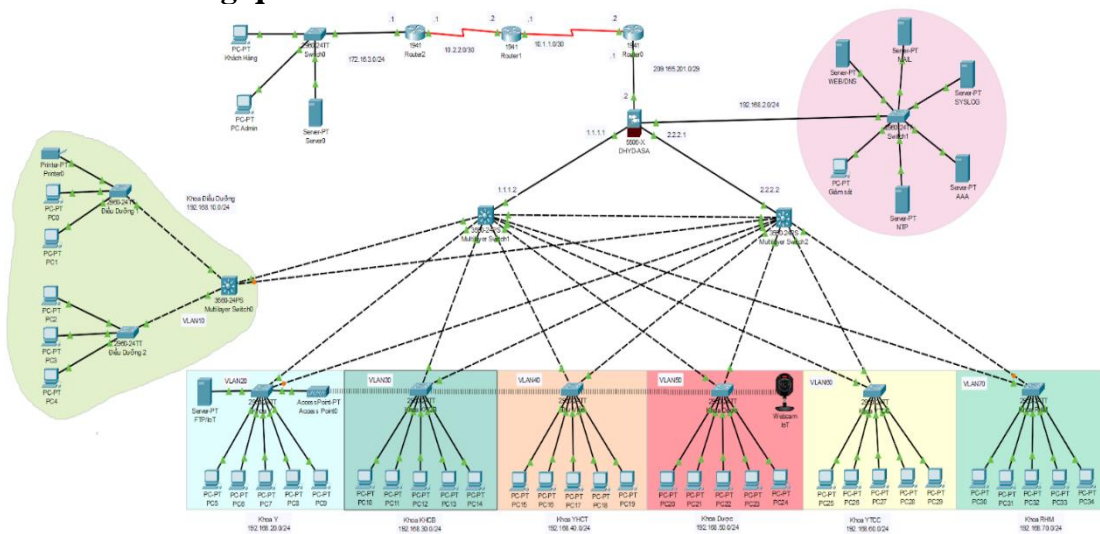 PC-PT
Khách Hàng
2960-24TT
Switch0
PC-PT
PC Admin
Server-PT
Server0
172.16.3.0/24
.1
1941
Router2
.1
10.2.2.0/30
.2
1941
Router1
.1
10.1.1.0/30
.2
1941
Router0
.1
209.165.201.0/29
.2
5506-X
DHYD-ASA
192.168.2.0/24
Server-PT
MAIL
Server-PT
WEB/DNS
Server-PT
SYSLOG
2960-24TT
Switch1
PC-PT
Giám sát
Server-PT
AAA
Server-PT
NTP
1.1.1.1
2.2.2.1
1.1.1.2
2.2.2.2
3560-24PS
Multilayer Switch1
3560-24PS
Multilayer Switch2
Printer-PT
Printer0
PC-PT
PC0
PC-PT
PC1
2960-24TT
Điều Dưỡng 1
Khoa Điều Dưỡng
192.168.10.0/24
3560-24PS
Multilayer Switch0
VLAN10
PC-PT
PC2
PC-PT
PC3
PC-PT
PC4
2960-24TT
Điều Dưỡng 2
VLAN20
VLAN30
VLAN40
VLAN50
VLAN60
VLAN70
Server-PT
FTP/IoT
AccessPoint-PT
Access Point0
Webcam
IoT
PC-PT
PC5
PC-PT
PC6
PC-PT
PC7
PC-PT
PC8
PC-PT
PC9
PC-PT
PC10
PC-PT
PC11
PC-PT
PC12
PC-PT
PC13
PC-PT
PC14
PC-PT
PC15
PC-PT
PC16
PC-PT
PC17
PC-PT
PC18
PC-PT
PC19
PC-PT
PC20
PC-PT
PC21
PC-PT
PC22
PC-PT
PC23
PC-PT
PC24
PC-PT
PC25
PC-PT
PC26
PC-PT
PC27
PC-PT
PC28
PC-PT
PC29
PC-PT
PC30
PC-PT
PC31
PC-PT
PC32
PC-PT
PC33
PC-PT
PC34
Khoa Y
192.168.20.0/24
Khoa KHCB
192.168.30.0/24
Khoa YHCT
192.168.40.0/24
Khoa Dược
192.168.50.0/24
Khoa YTCC
192.168.60.0/24
Khoa RHM
192.168.70.0/24